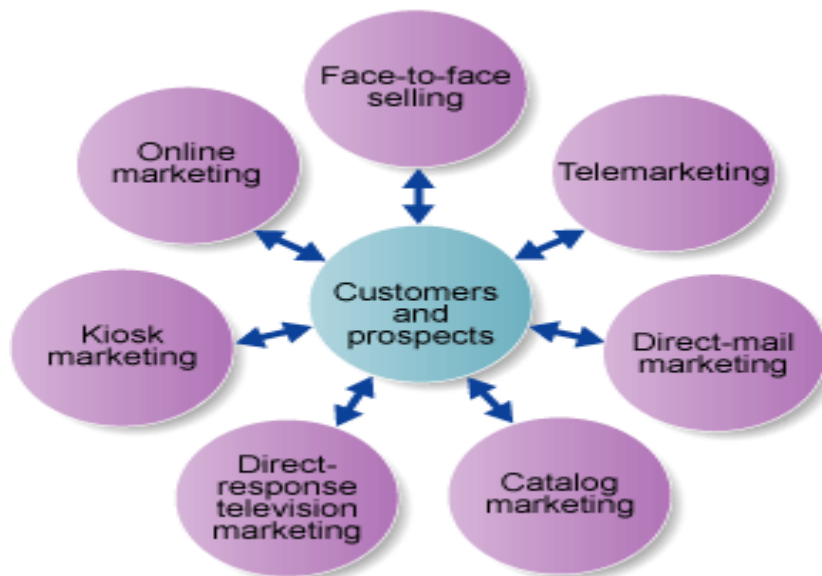 Face-to-face
selling
Online
marketing
Telemarketing
Customers
and
prospects
Kiosk
marketing
Direct-mail
marketing
Direct-
response
television
marketing
Catalog
marketing